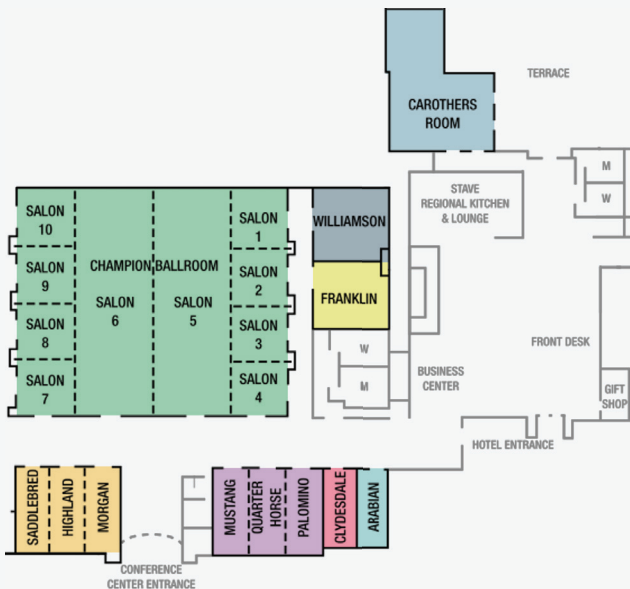 CAROTHERS
ROOM
TERRACE
M
W
STAVE
REGIONAL KITCHEN
& LOUNGE
SALON
10
SALON
1
WILLIAMSON
CHAMPION BALLROOM
SALON
9
SALON
2
SALON
6
SALON
5
FRANKLIN
SALON
8
SALON
3
W
FRONT DESK
SALON
7
SALON
4
M
BUSINESS
CENTER
GIFT
SHOP
HOTEL ENTRANCE
SADDLEBRED
HIGHLAND
MORGAN
MUSTANG
QUARTER
HORSE
PALOMINO
CLYDESDALE
ARABIAN
CONFERENCE
CENTER ENTRANCE